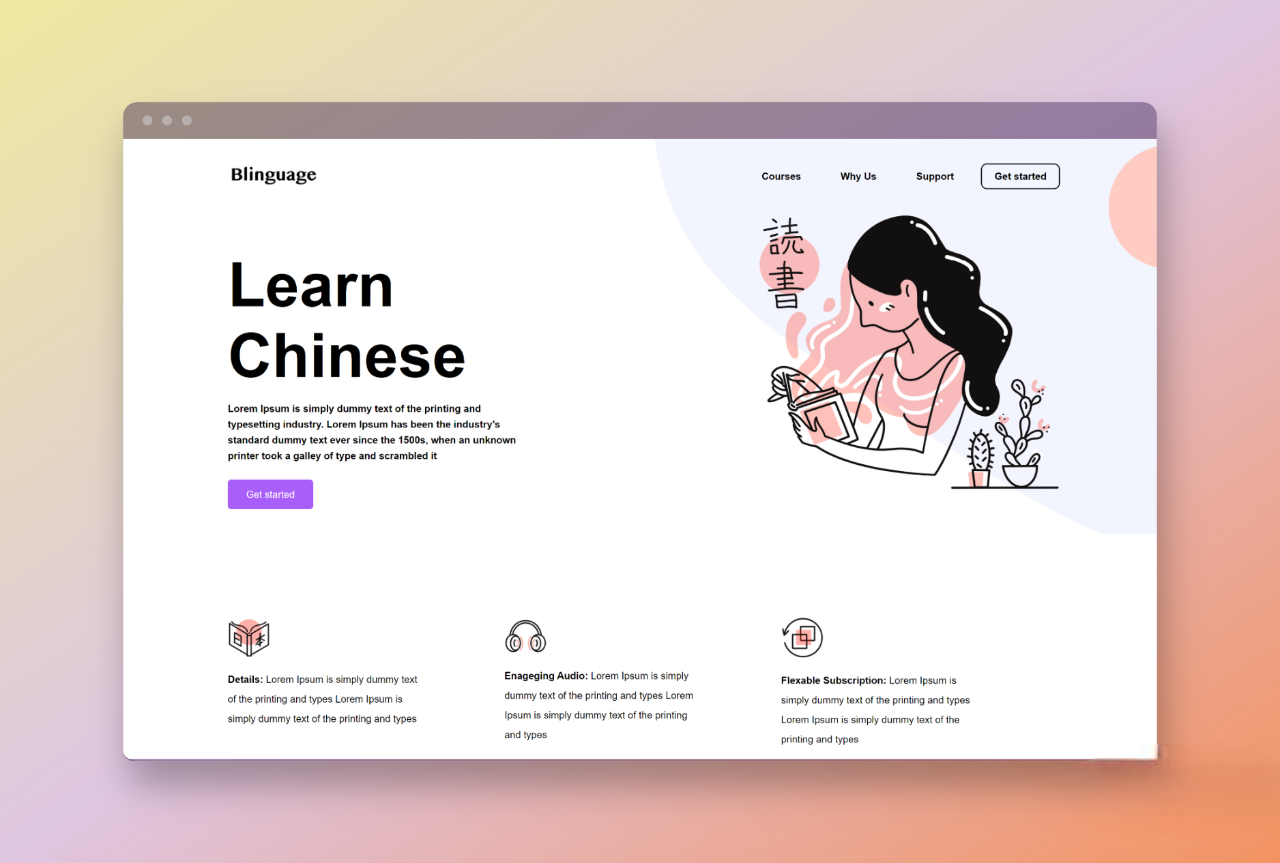 Blinguage
Courses
Why Us
Support
Get started
読
書
Learn
Chinese
Lorem Ipsum is simply dummy text of the printing and
typesetting industry. Lorem Ipsum has been the industry's
standard dummy text ever since the 1500s, when an unknown
printer took a galley of type and scrambled it
Get started
日 本
Details: Lorem Ipsum is simply dummy text
of the printing and types Lorem Ipsum is
simply dummy text of the printing and types
Enageging Audio: Lorem Ipsum is simply
dummy text of the printing and types Lorem
Ipsum is simply dummy text of the printing
and types
Flexable Subscription: Lorem Ipsum is
simply dummy text of the printing and types
Lorem Ipsum is simply dummy text of the
printing and types